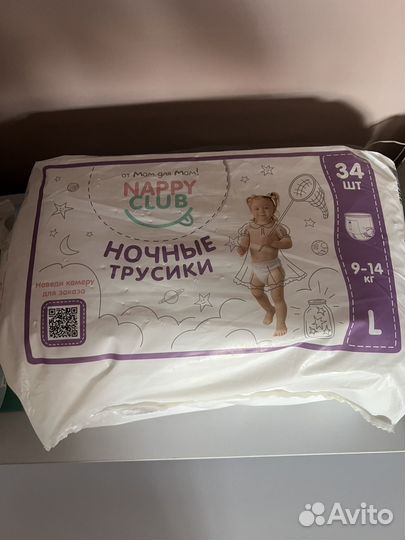 от Мам для Мам!
NAPPY
CLUB
НОЧНЫЕ
ТРУСИКИ
Наведи камеру
для заказа
34
ШТ
9-14
КГ
L
Avito